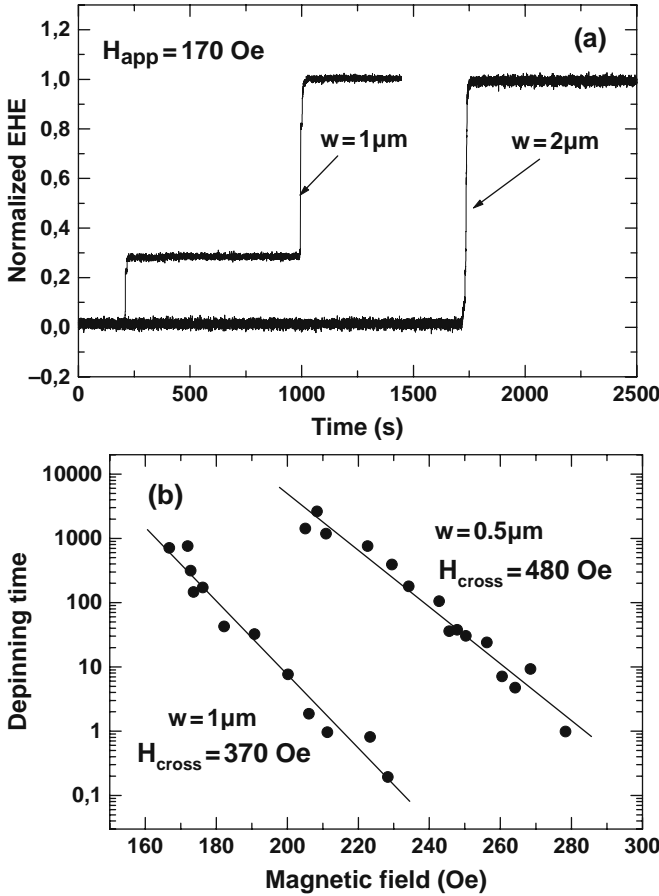 1,2
1,0
0,8
0,6
0,4
0,2
0,0
−0,2
Normalized EHE
H_app = 170 Oe
(a)
w = 1µm
w = 2µm
0 500 1000 1500 2000 2500
Time (s)
10000
1000
100
10
1
0,1
Depinning time
(b)
w = 0.5µm
H_cross = 480 Oe
w = 1µm
H_cross = 370 Oe
160 180 200 220 240 260 280 300
Magnetic field (Oe)